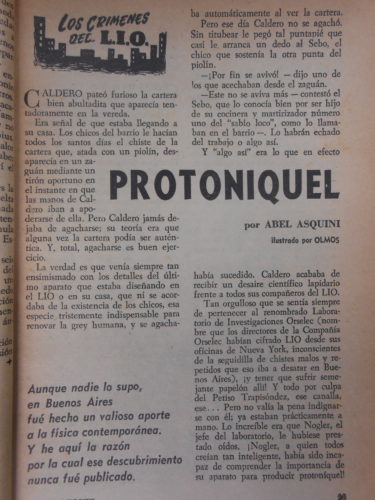 LOS CRIMENES
DEL L.I.O.
PROTONIQUEL
por ABEL ASQUINI
ilustrado por OLMOS
CALDERO pateó furioso la cartera
bien abultadita que aparecía ten-
tadoramente en la vereda.
Era señal de que estaba llegando a
su casa. Los chicos del barrio le hacían
todos los santos días el chiste de la
cartera que, atada con un piolín, des-
aparecía en un za-
guán mediante un
tirón oportuno en
el instante en que
las manos de Cal-
dero iban a apo-
derarse de ella. Pero Caldero jamás de-
jaba de agacharse; su teoría era que
alguna vez la cartera podía ser autén-
tica. Y, total, agacharse es buen ejer-
cicio.
La verdad es que venía siempre tan
ensimismado con los detalles del últi-
mo aparato que estaba diseñando en
el LIO o en su casa, que ni se acor-
daba de la existencia de los chicos, esa
especie tristemente indispensable para
renovar la grey humana, y se agacha-
ba automáticamente al ver la cartera.
Pero ese día Caldero no se agachó.
Sin titubear le pegó tal puntapié que
casi le arranca un dedo al Sebo, el
chico que sostenía la otra punta del
piolín.
—¡Por fin se avivó! — dijo uno de
los que acechaban desde el zaguán.
—Este no se aviva más — contestó el
Sebo, que lo conocía bien por ser hijo
de su cocinera y martirizador número
uno del "sabio loco", como lo llama-
ban en el barrio —. Lo habrán echado
del trabajo o algo así.
Y "algo así" era lo que en efecto
había sucedido. Caldero acababa de
recibir un desaire científico lapidario
frente a todos sus compañeros del LIO.
Tan orgulloso que se sentía siempre
de pertenecer al renombrado Labora-
torio de Investigaciones Orselec (nom-
bre que los directores de la Compañía
Orselec habían cifrado LIO desde sus
oficinas de Nueva York, inconscientes
de la seguidilla de chistes malos y re-
petidos que eso iba a desatar en Bue-
nos Aires), ¡y tener que sufrir seme-
jante papelón allí! Y todo por culpa
del Períso Trapisóndez, ese canalla,
ese... Pero no valía la pena indignar-
se con él; ya estaban prácticamente a
mano. Lo increíble era que Nogler, el
jefe del laboratorio, le hubiese pres-
tado oídos. ¡Nogler, a quien todos
creían tan inteligente, había sido inca-
paz de comprender la importancia de
su aparato para producir protoníquel!
Aunque nadie lo supo,
en Buenos Aires
fué hecho un valioso aporte
a la física contemporánea.
Y he aquí la razón
por la cual ese descubrimiento
nunca fué publicado.